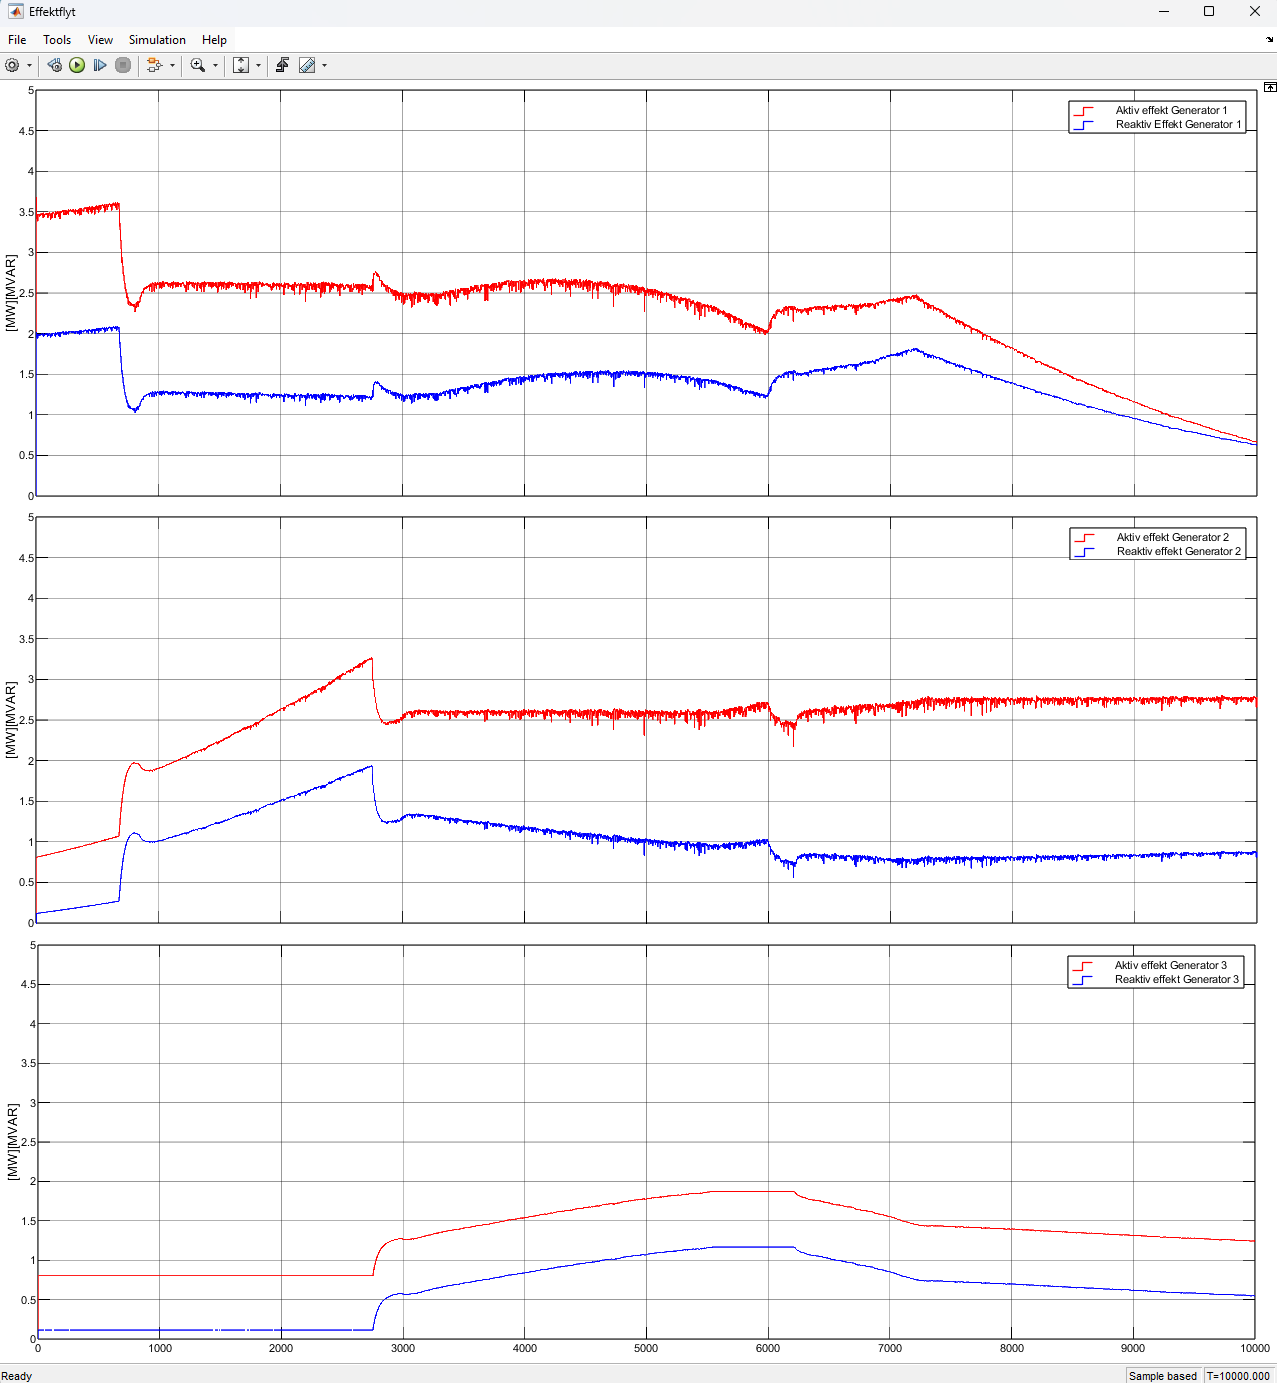 Effektflyt
File Tools View Simulation Help
5
4.5
4
3.5
3
2.5
2
1.5
1
0.5
0
[MW][MVAR]
Aktiv effekt Generator 1
Reaktiv Effekt Generator 1
5
4.5
4
3.5
3
2.5
2
1.5
1
0.5
0
[MW][MVAR]
Aktiv effekt Generator 2
Reaktiv effekt Generator 2
5
4.5
4
3.5
3
2.5
2
1.5
1
0.5
0
[MW][MVAR]
Aktiv effekt Generator 3
Reaktiv effekt Generator 3
0 1000 2000 3000 4000 5000 6000 7000 8000 9000 10000
Ready Sample based T=10000.000